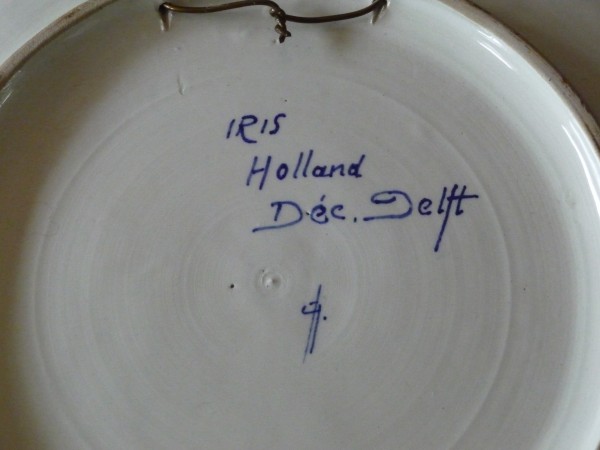 IRIS
Holland
Déc. Delft